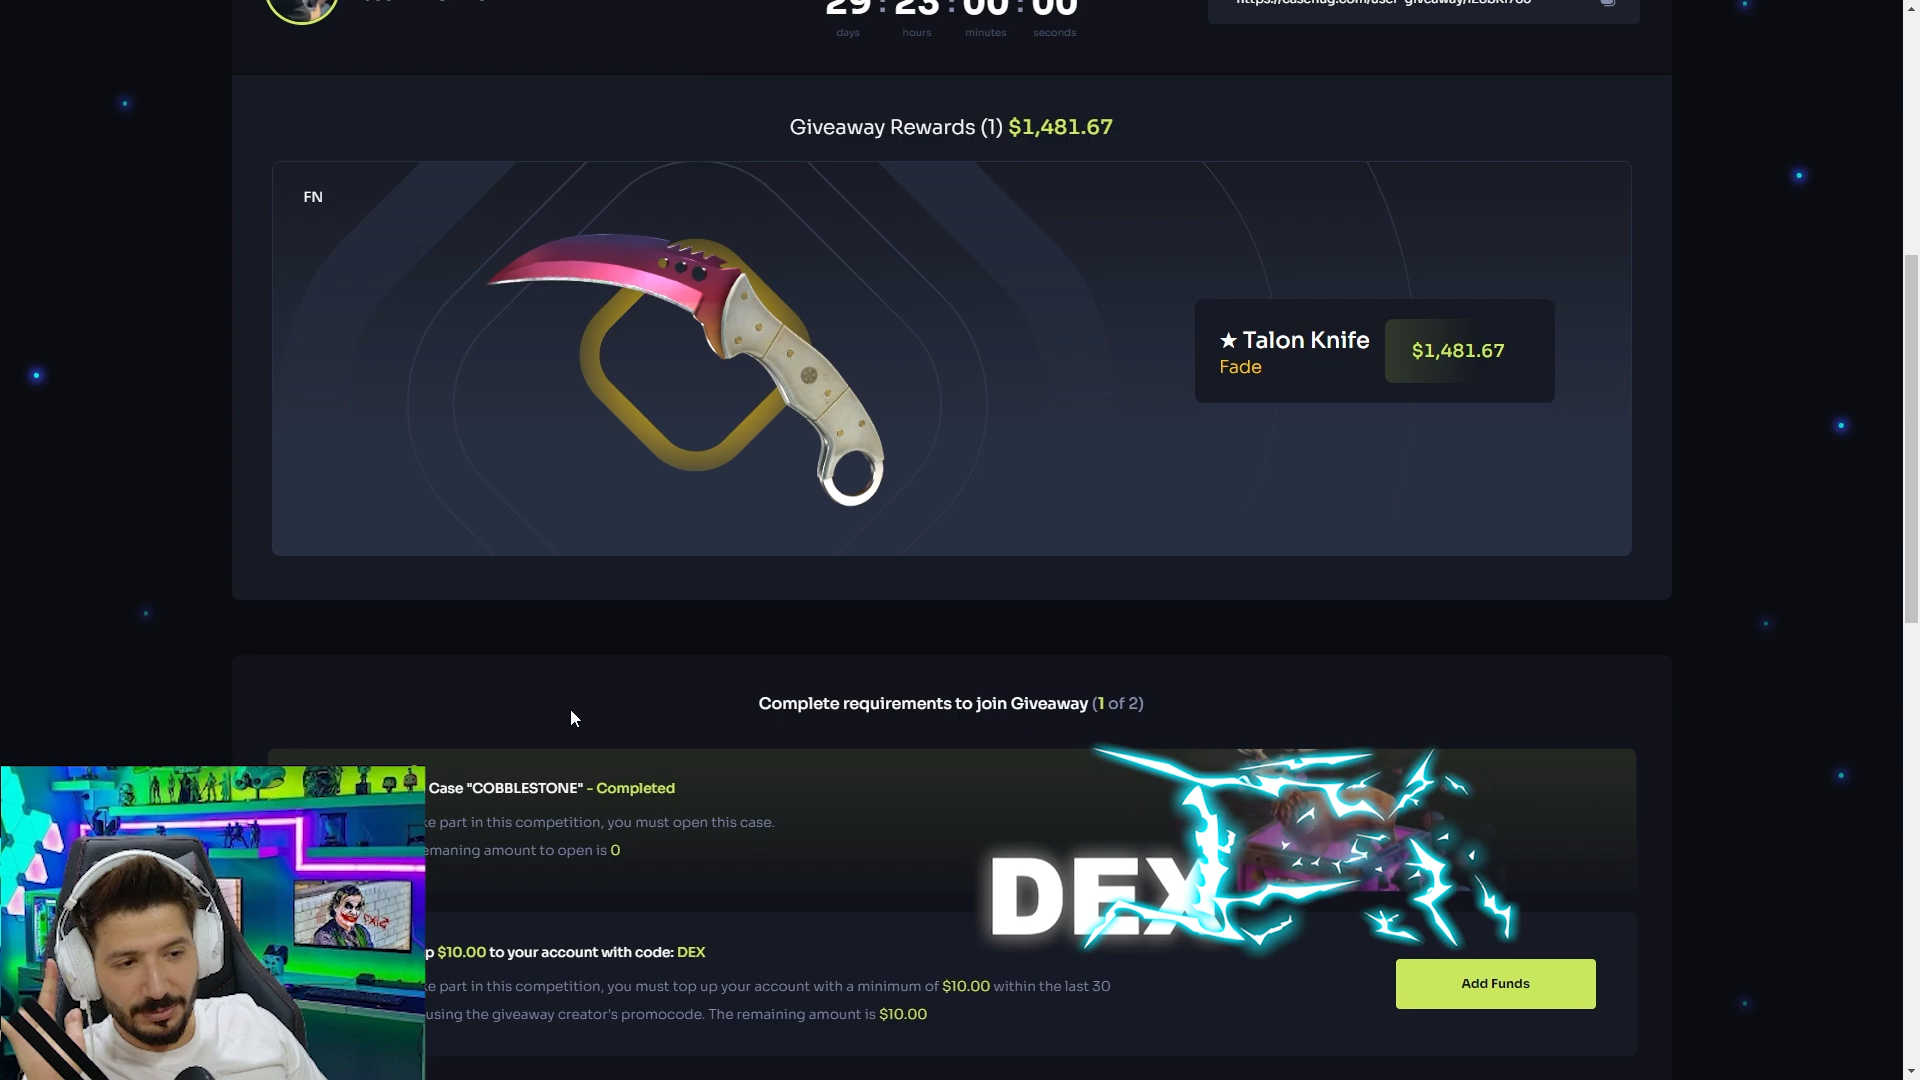 29 : 23 : 00 : 00
days hours minutes seconds
Giveaway Rewards (1) $1,481.67
FN
★ Talon Knife
Fade
$1,481.67
Complete requirements to join Giveaway (1 of 2)
Case "COBBLESTONE" - Completed
part in this competition, you must open this case.
amount to open is 0
DEX
$10.00 to your account with code: DEX
part in this competition, you must top up your account with a minimum of $10.00 within the last 30
using the giveaway creator's promocode. The remaining amount is $10.00
Add Funds